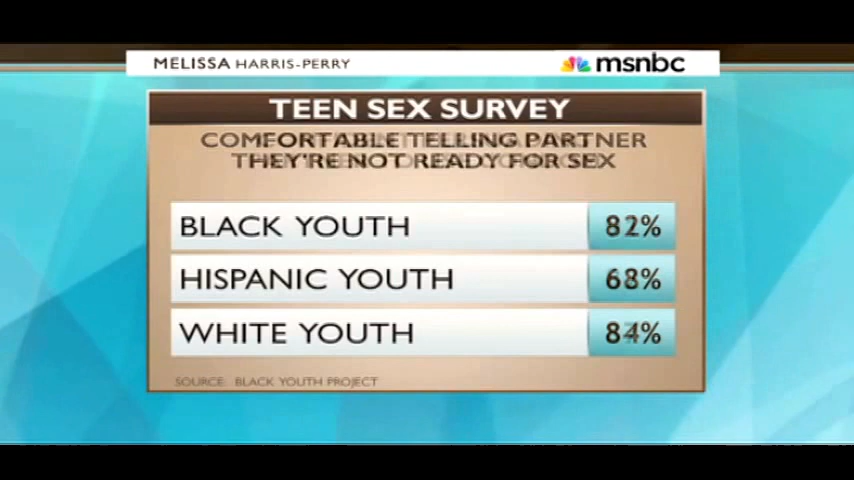 MELISSA HARRIS-PERRY
msnbc
TEEN SEX SURVEY
COMFORTABLE TELLING PARTNER
THEY'RE NOT READY FOR SEX
BLACK YOUTH 82%
HISPANIC YOUTH 68%
WHITE YOUTH 84%
SOURCE: BLACK YOUTH PROJECT